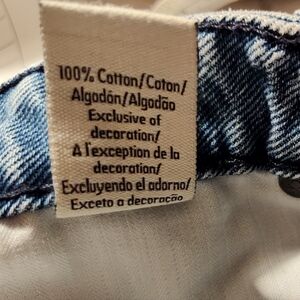 100% Cotton/Coton/
Algodón/Algodão
Exclusive of
decoration/
A l'exception de la
decoration/
Excluyendo el adorno/
Exceto a decoração